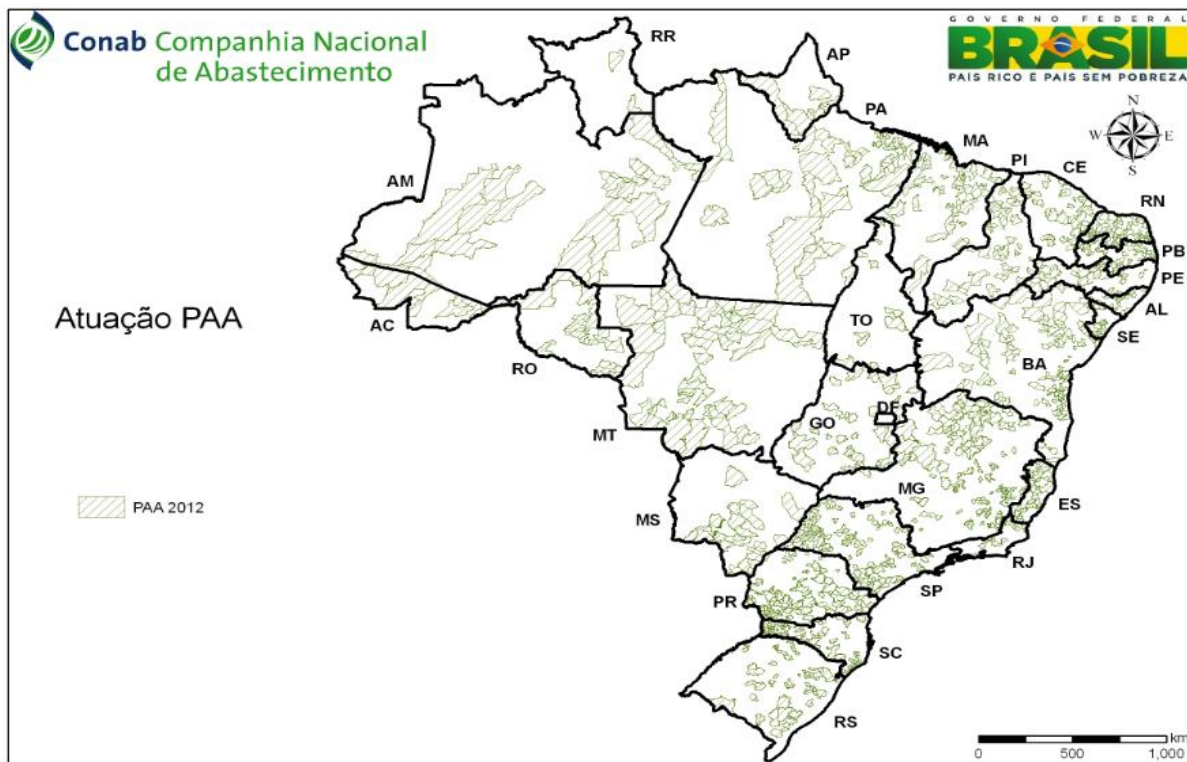 Conab Companhia Nacional
de Abastecimento
GOVERNO FEDERAL
BRASIL
PAÍS RICO É PAÍS SEM POBREZA
RR
AP
N
W
E
S
PA
MA
PI
CE
AM
RN
PB
PE
AL
SE
Atuação PAA
AC
TO
RO
BA
DF
GO
MT
MG
ES
PAA 2012
MS
RJ
SP
PR
SC
RS
km
0
500
1,000